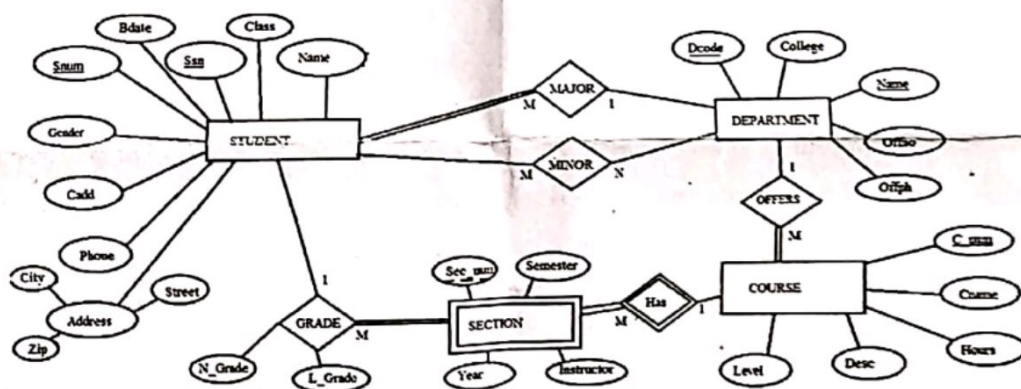 Bdate
Class
Snum
Ssn
Name
Dcode
College
Name
MAJOR
M
1
Gender
STUDENT
DEPARTMENT
M
MINOR
N
Cadd
Offph
1
OFFERS
M
Phone
C_num
City
Street
Sec_num
Semester
Address
1
GRADE
M
SECTION
M
Has
1
COURSE
Cname
Zip
N_Grade
L_Grade
Year
Instructor
Level
Desc
Hours